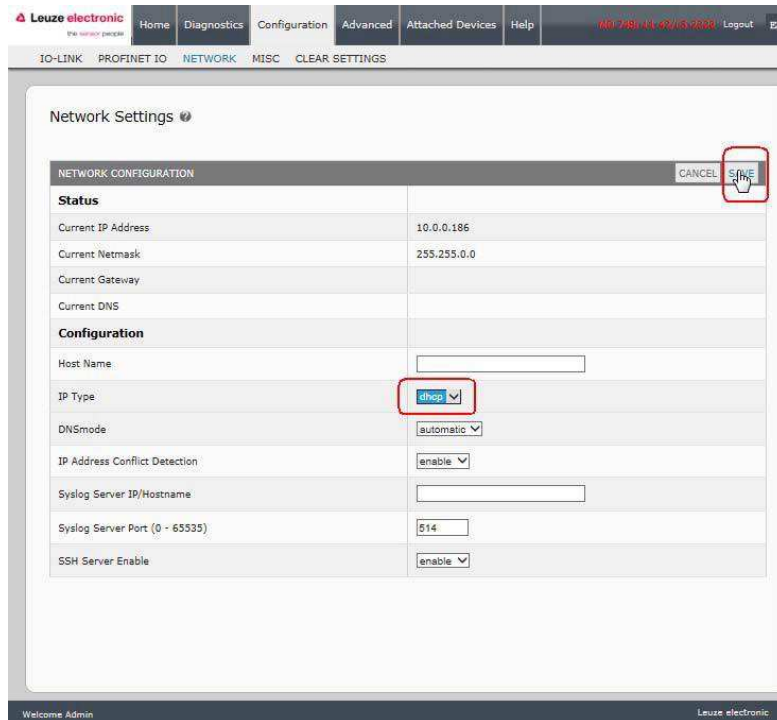 Leuze electronic
the sensor people
Home Diagnostics Configuration Advanced Attached Devices Help Logout
IO-LINK PROFINET IO NETWORK MISC CLEAR SETTINGS
Network Settings
NETWORK CONFIGURATION CANCEL SAVE
Status
Current IP Address 10.0.0.186
Current Netmask 255.255.0.0
Current Gateway
Current DNS
Configuration
Host Name
IP Type dhcp
DNSmode automatic
IP Address Conflict Detection enable
Syslog Server IP/Hostname
Syslog Server Port (0 - 65535) 514
SSH Server Enable enable
Welcome Admin Leuze electronic